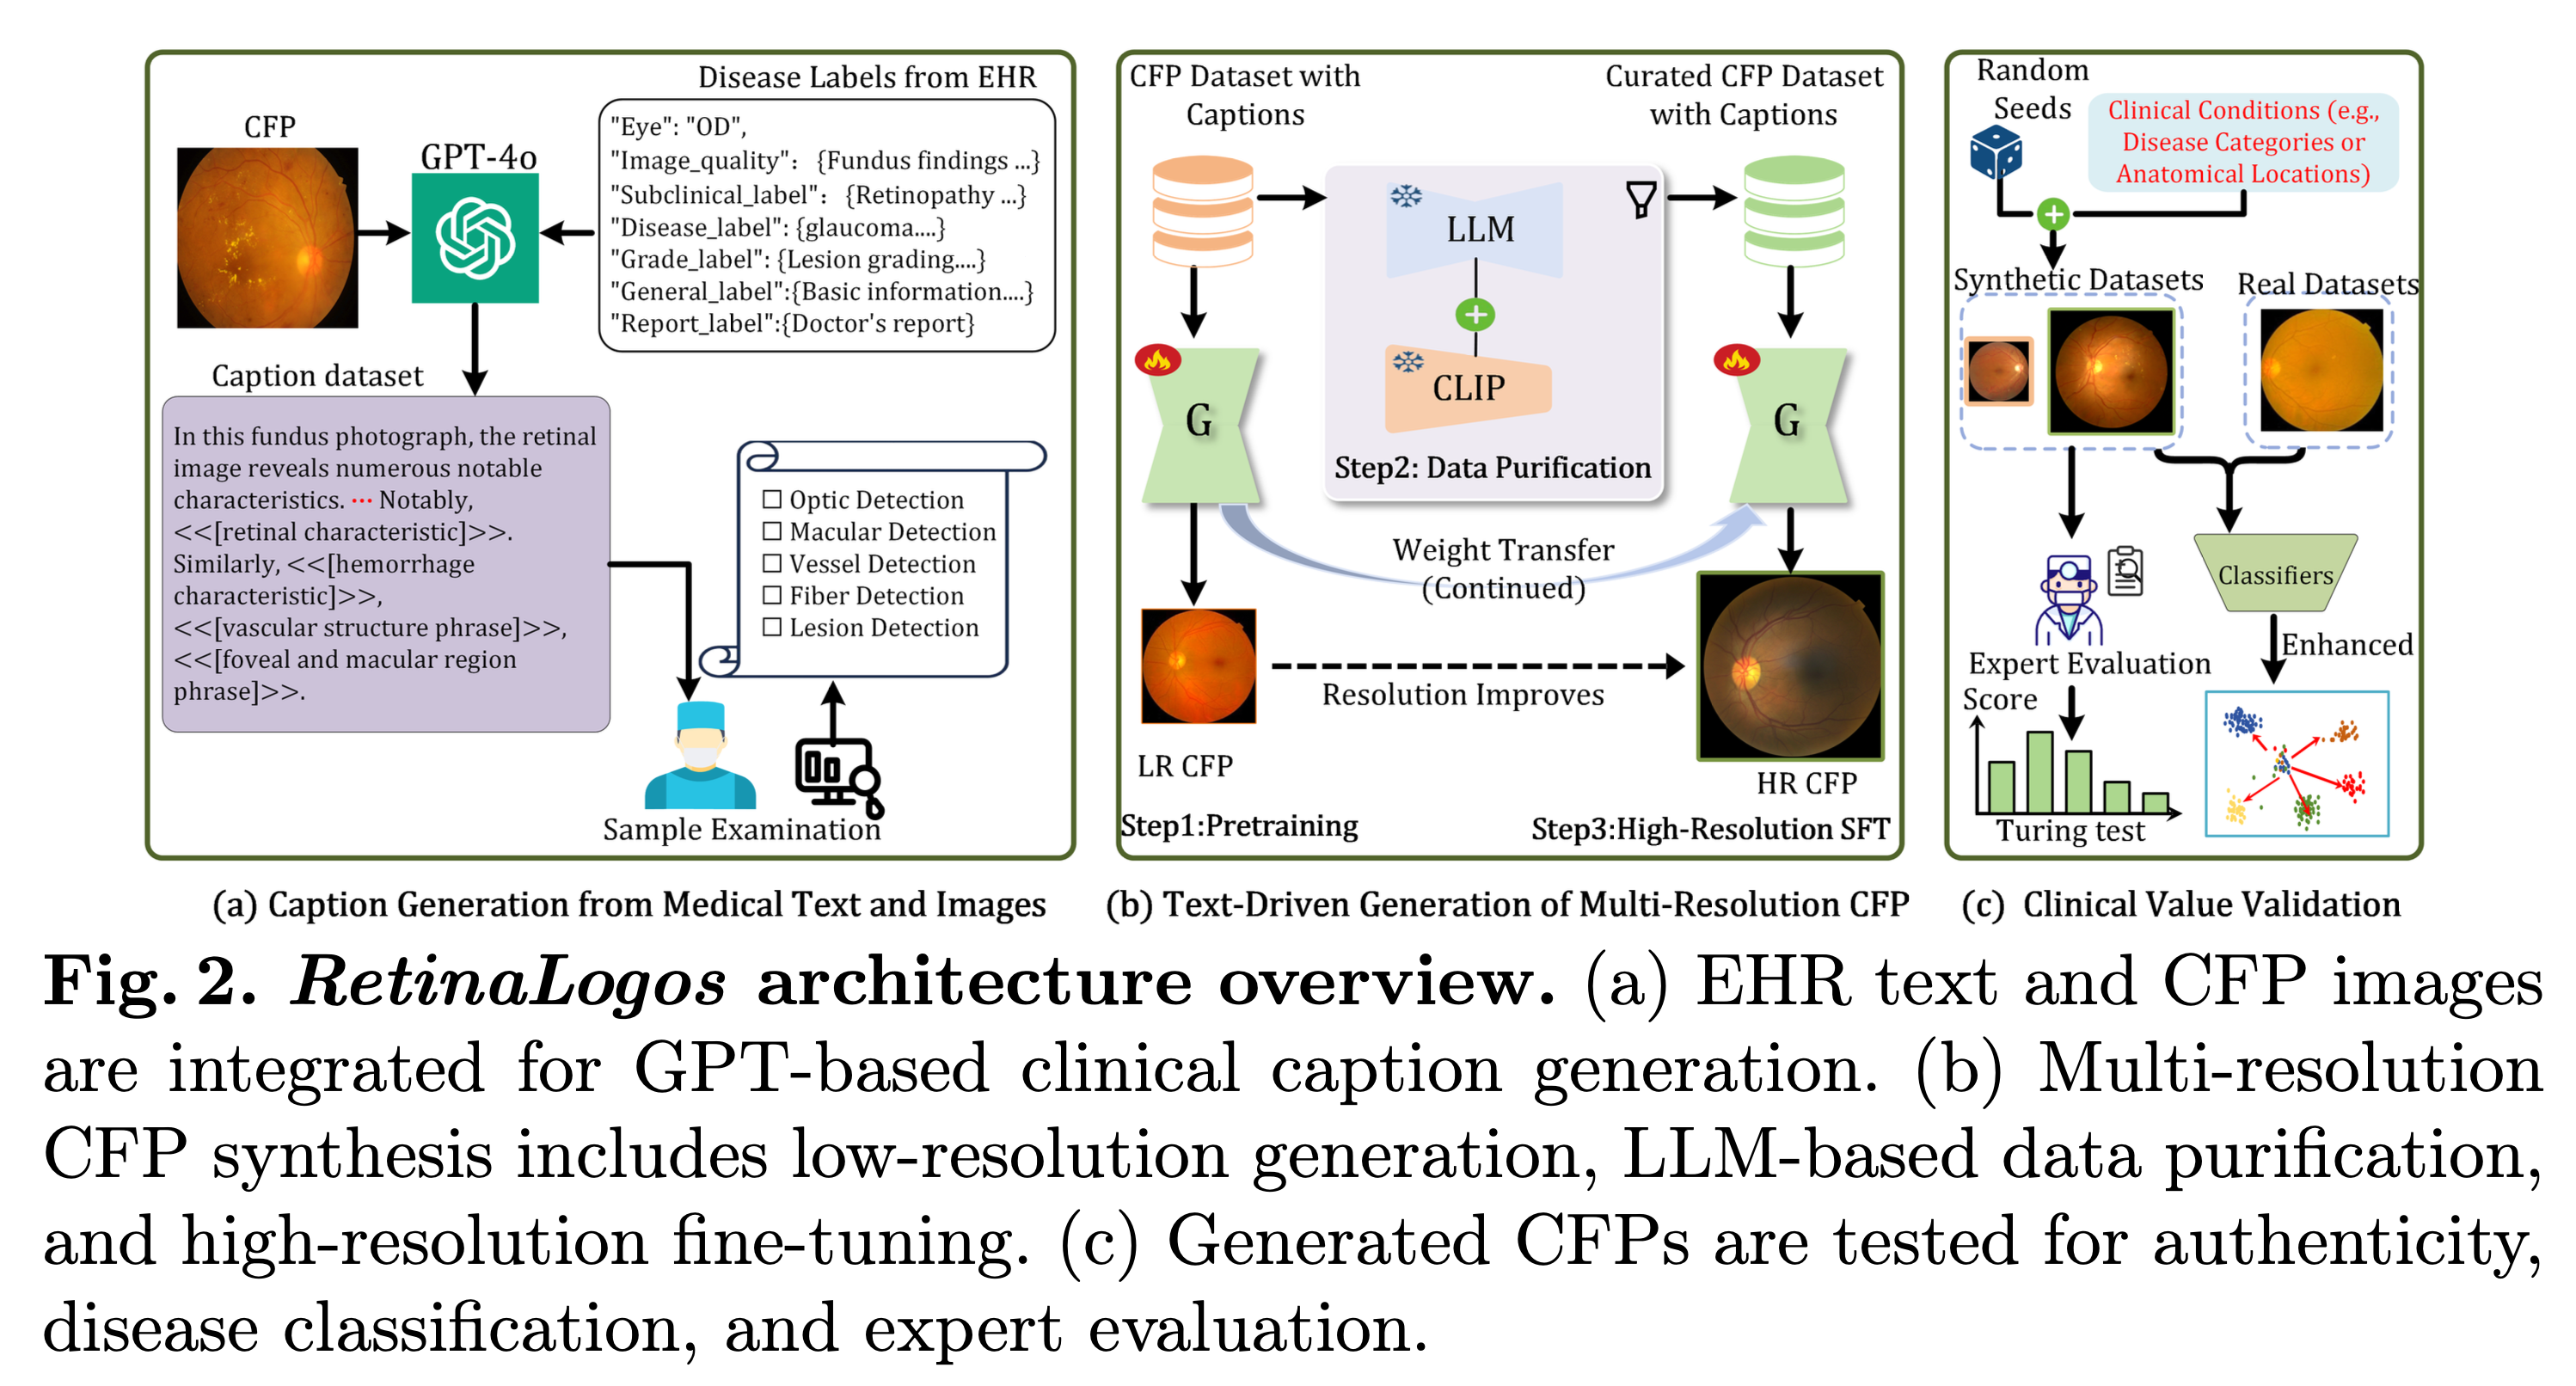 Disease Labels from EHR
CFP
GPT-4o
"Eye": "OD",
"Image_quality": {Fundus findings ...}
"Subclinical_label": {Retinopathy ...}
"Disease_label": {glaucoma....}
"Grade_label": {Lesion grading....}
"General_label":{Basic information....}
"Report_label":{Doctor's report}
Caption dataset
In this fundus photograph, the retinal
image reveals numerous notable
characteristics. ... Notably,
<<[retinal characteristic]>>.
Similarly, <<[hemorrhage
characteristic]>>,
<<[vascular structure phrase]>>,
<<[foveal and macular region
phrase]>>.
☐ Optic Detection
☐ Macular Detection
☐ Vessel Detection
☐ Fiber Detection
☐ Lesion Detection
Sample Examination
(a) Caption Generation from Medical Text and Images
CFP Dataset with
Captions
Curated CFP Dataset
with Captions
LLM
+
CLIP
Step2: Data Purification
G
G
Weight Transfer
(Continued)
Resolution Improves
LR CFP
HR CFP
Step1:Pretraining
Step3:High-Resolution SFT
(b) Text-Driven Generation of Multi-Resolution CFP
Random
Seeds
Clinical Conditions (e.g.,
Disease Categories or
Anatomical Locations)
+
Synthetic Datasets
Real Datasets
Classifiers
Enhanced
Expert Evaluation
Score
Turing test
(c) Clinical Value Validation
Fig. 2. RetinaLogos architecture overview. (a) EHR text and CFP images
are integrated for GPT-based clinical caption generation. (b) Multi-resolution
CFP synthesis includes low-resolution generation, LLM-based data purification,
and high-resolution fine-tuning. (c) Generated CFPs are tested for authenticity,
disease classification, and expert evaluation.